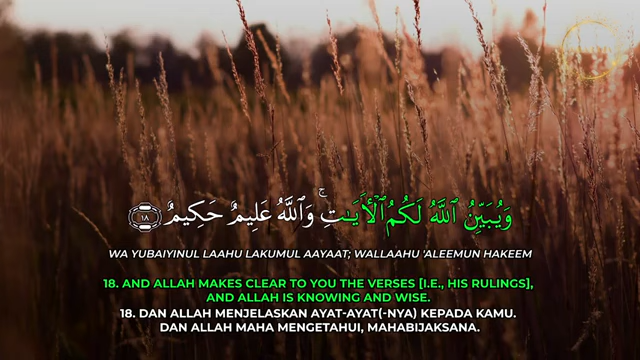 وَيُبَيِّنُ ٱللَّهُ لَكُمُ ٱلْأَيَـٰتِ ۚ وَٱللَّهُ عَلِيمٌ حَكِيمٌ ١٨
WA YUBAIYINUL LAAHU LAKUMUL AAYAAT; WALLAAHU 'ALEEMUN HAKEEM
18. AND ALLAH MAKES CLEAR TO YOU THE VERSES [I.E., HIS RULINGS],
AND ALLAH IS KNOWING AND WISE.
18. DAN ALLAH MENJELASKAN AYAT-AYAT(-NYA) KEPADA KAMU.
DAN ALLAH MAHA MENGETAHUI, MAHABIJAKSANA.